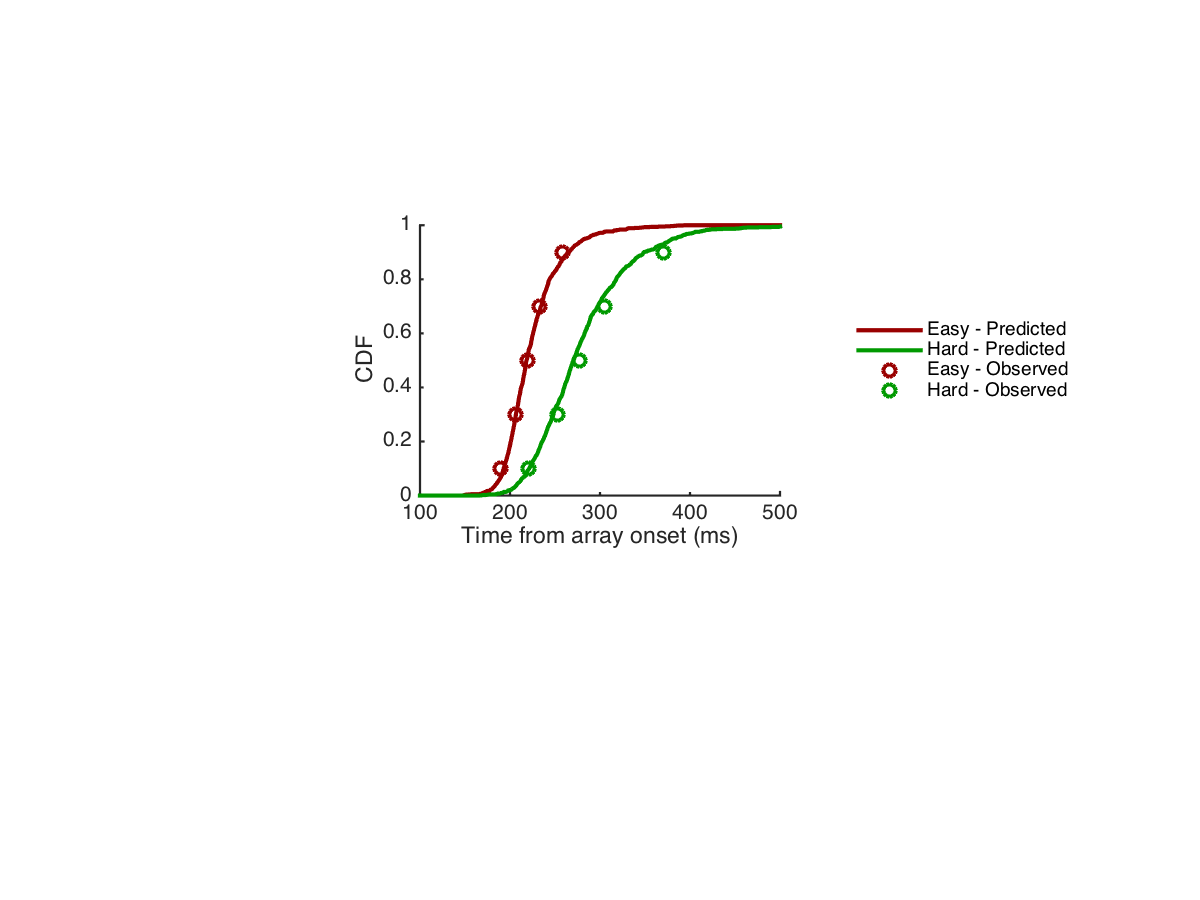 1
0.8
0.6
0.4
0.2
0
CDF
100 200 300 400 500
Time from array onset (ms)
Easy - Predicted
Hard - Predicted
Easy - Observed
Hard - Observed